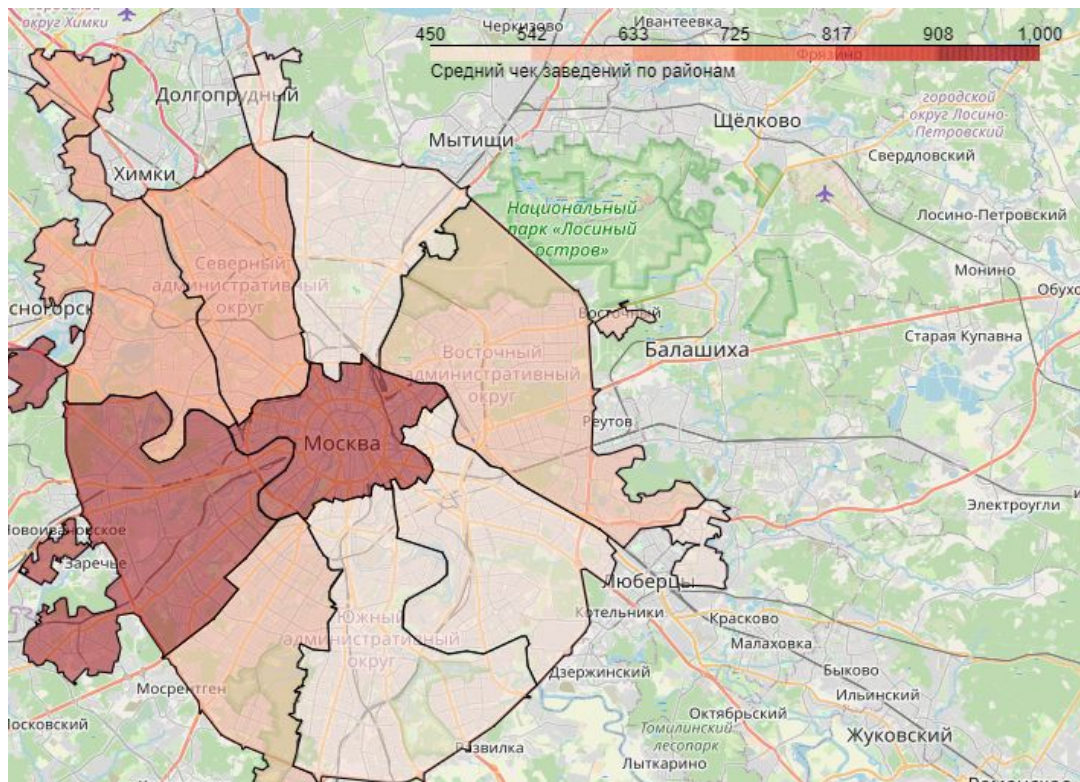 округ Химки
Черкизово
Ивантеевка
450 542 633 725 817 908 1,000
Фрязино
Средний чек заведений по районам
Долгопрудный
городской
округ Лосино-
Петровский
Щёлково
Мытищи
Свердловский
Химки
Национальный
парк «Лосиный
остров»
Лосино-Петровский
Северный
административный
округ
Монино
Обухо
сногорск
Восточный
Старая Купавна
Балашиха
Восточный
административный
округ
Реутов
Москва
Электроугли
Новоивановское
Заречье
Люберцы
Котельники
Красково
Южный
административный
округ
Малаховка
Дзержинский
Быково
Мосрентген
Ильинский
Октябрьский
осковский
Томилинский
лесопарк
Жуковский
Развилка
Лыткарино